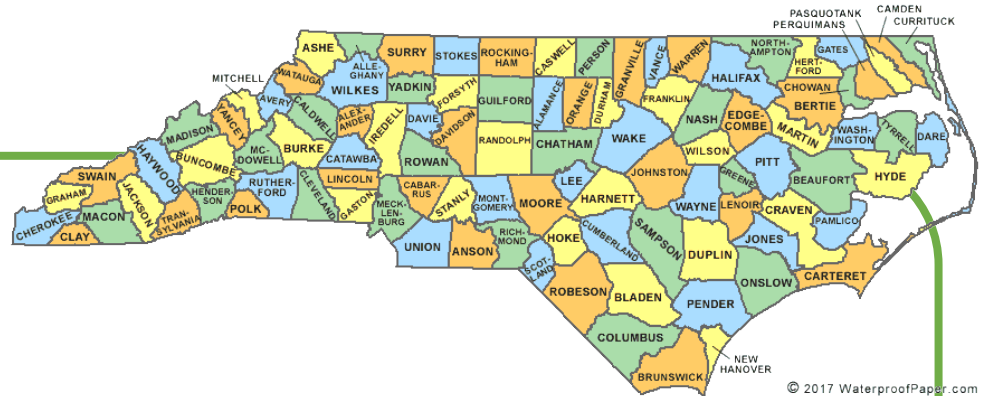 CAMDEN
PASQUOTANK
CURRITUCK
PERQUIMANS
ASHE
ALLE-
GHANY
SURRY
STOKES
ROCKING-
HAM
CASWELL
PERSON
GRANVILLE
VANCE
WARREN
NORTH-
AMPTON
GATES
HERT-
FORD
HALIFAX
MITCHELL
WATAUGA
WILKES
YADKIN
FORSYTH
GUILFORD
ALAMANCE
ORANGE
DURHAM
FRANKLIN
CHOWAN
BERTIE
AVERY
CALDWELL
ALEX-
ANDER
IREDELL
DAVIE
DAVIDSON
RANDOLPH
CHATHAM
WAKE
NASH
EDGE-
COMBE
MARTIN
WASH-
INGTON
TYRRELL
DARE
MADISON
YANCEY
MC-
DOWELL
BURKE
CATAWBA
ROWAN
WILSON
PITT
BEAUFORT
HYDE
HAYWOOD
BUNCOMBE
SWAIN
GRAHAM
JACKSON
HENDER-
SON
RUTHER-
FORD
CLEVELAND
LINCOLN
GASTON
CABAR-
RUS
STANLY
MONT-
GOMERY
MOORE
LEE
HARNETT
JOHNSTON
GREENE
WAYNE
LENOIR
CRAVEN
PAMLICO
CHEROKEE
CLAY
MACON
TRAN-
SYLVANIA
POLK
MECK-
LEN-
BURG
UNION
ANSON
RICH-
MOND
SCOT-
LAND
HOKE
CUMBERLAND
SAMPSON
DUPLIN
JONES
ONSLOW
CARTERET
ROBESON
BLADEN
PENDER
COLUMBUS
BRUNSWICK
NEW
HANOVER
© 2017 WaterproofPaper.com